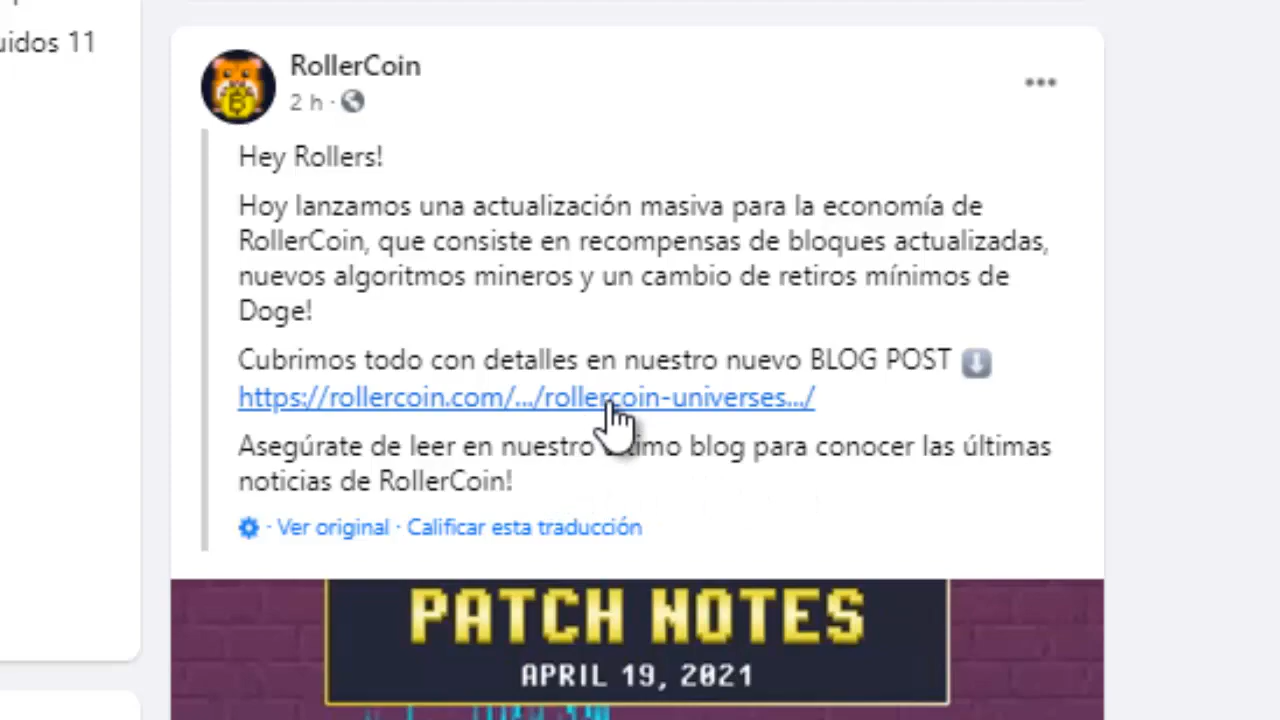 uidos 11
RollerCoin
2 h ·
Hey Rollers!
Hoy lanzamos una actualización masiva para la economía de
RollerCoin, que consiste en recompensas de bloques actualizadas,
nuevos algoritmos mineros y un cambio de retiros mínimos de
Doge!
Cubrimos todo con detalles en nuestro nuevo BLOG POST
https://rollercoin.com/.../rollercoin-universes.../
Asegúrate de leer en nuestro último blog para conocer las últimas
noticias de RollerCoin!
· Ver original · Calificar esta traducción
PATCH NOTES
APRIL 19, 2021